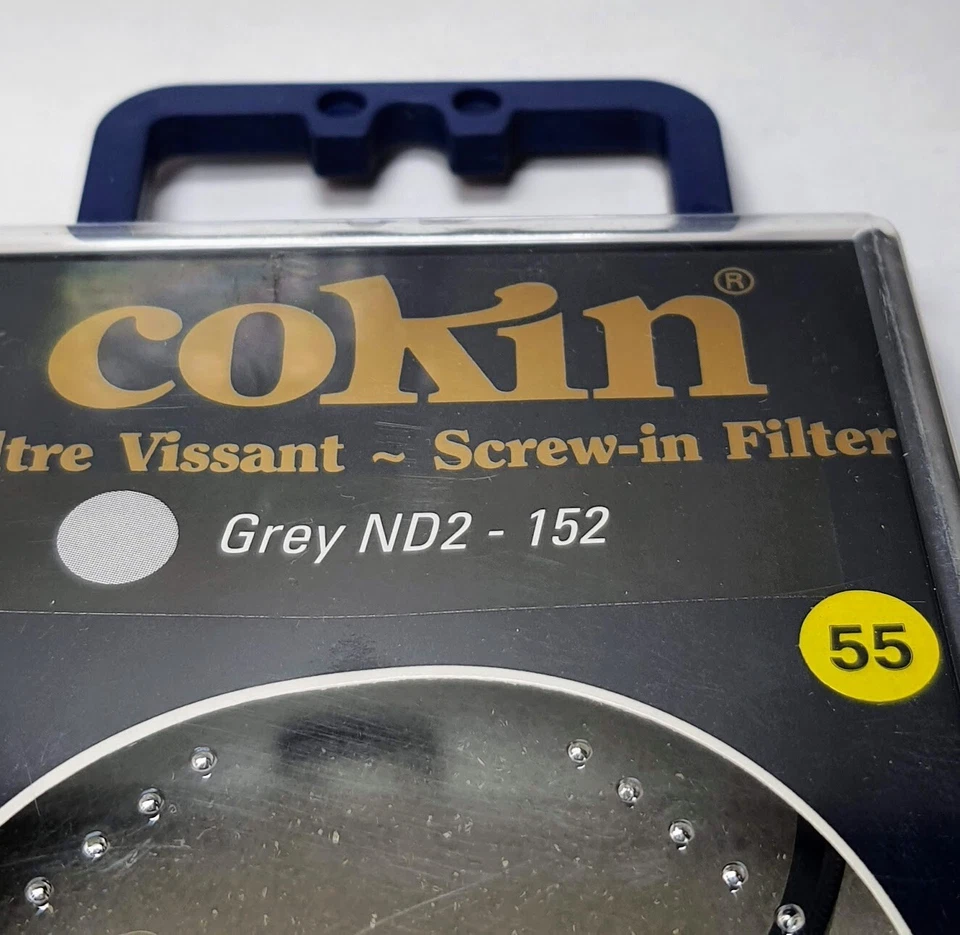 cokin®
ltre Vissant ~ Screw-in Filter
Grey ND2 - 152
55